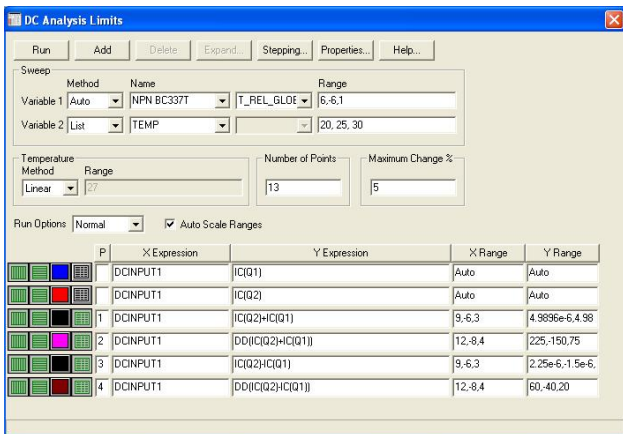 DC Analysis Limits
Run Add Delete Expand... Stepping... Properties... Help...
Sweep
Method Name Range
Variable 1 Auto NPN BC337T T_REL_GLOE 6,-6,1
Variable 2 List TEMP 20, 25, 30
Temperature Number of Points Maximum Change %
Method Range
Linear 27 13 5
Run Options Normal Auto Scale Ranges
P X Expression Y Expression X Range Y Range
DCINPUT1 IC(Q1) Auto Auto
DCINPUT1 IC(Q2) Auto Auto
1 DCINPUT1 IC(Q2)+IC(Q1) 9,-6,3 4.9896e-6,4.98
2 DCINPUT1 DD(IC(Q2)+IC(Q1)) 12,-8,4 225,-150,75
3 DCINPUT1 IC(Q2)-IC(Q1) 9,-6,3 2.25e-6,-1.5e-6,
4 DCINPUT1 DD(IC(Q2)-IC(Q1)) 12,-8,4 60,-40,20